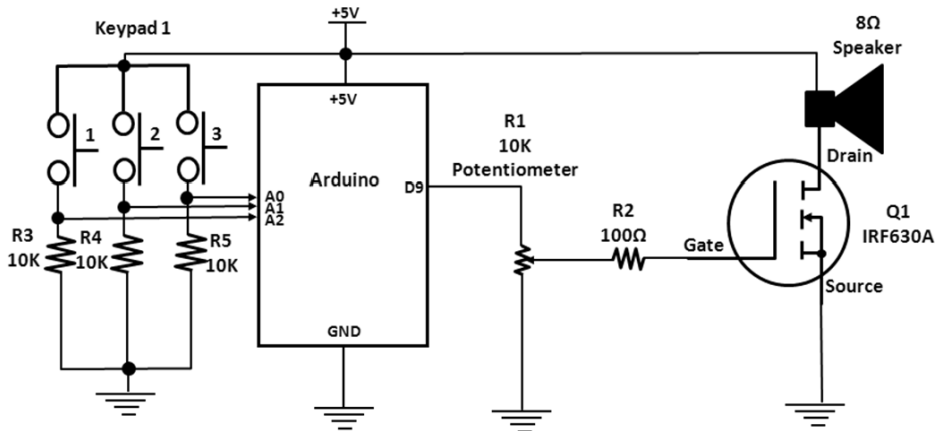 +5V
Keypad 1
8Ω
Speaker
+5V
1
2
3
R1
10K
Potentiometer
Arduino
Drain
D9
A0
A1
A2
R3
10K
R4
10K
R5
10K
R2
100Ω
Gate
Q1
IRF630A
Source
GND